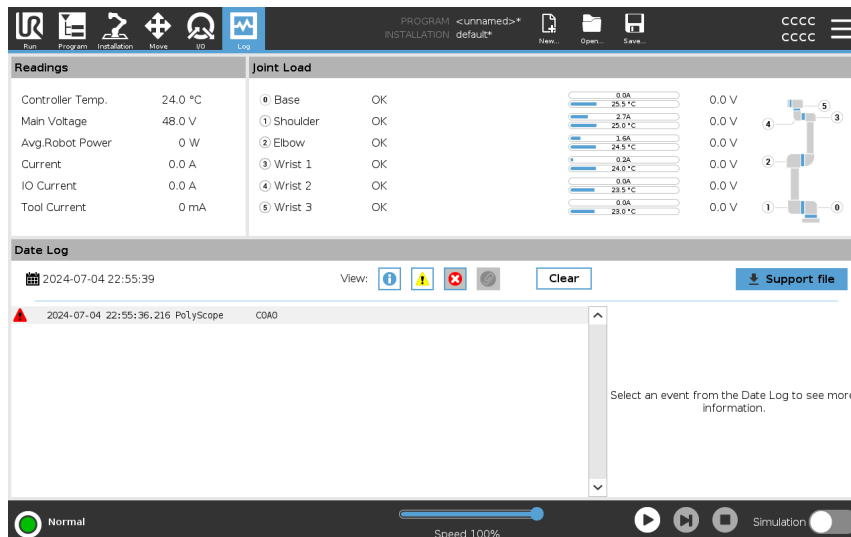 PROGRAM <unnamed>*
INSTALLATION default*
UR
Run Program Installation Move I/O Log
New... Open... Save...
CCCC
CCCC
Readings
Controller Temp. 24.0 °C
Main Voltage 48.0 V
Avg.Robot Power 0 W
Current 0.0 A
IO Current 0.0 A
Tool Current 0 mA
Joint Load
0 Base OK 0.0A 25.5 °C 0.0 V
1 Shoulder OK 2.7A 25.0 °C 0.0 V
2 Elbow OK 1.6A 24.5 °C 0.0 V
3 Wrist 1 OK 0.2A 24.0 °C 0.0 V
4 Wrist 2 OK 0.0A 23.5 °C 0.0 V
5 Wrist 3 OK 0.0A 23.0 °C 0.0 V
5
4 3
2
1 0
Date Log
2024-07-04 22:55:39 View: Clear Support file
2024-07-04 22:55:36.216 PolyScope C0A0
Select an event from the Date Log to see more
information.
Normal
Speed 100%
Simulation